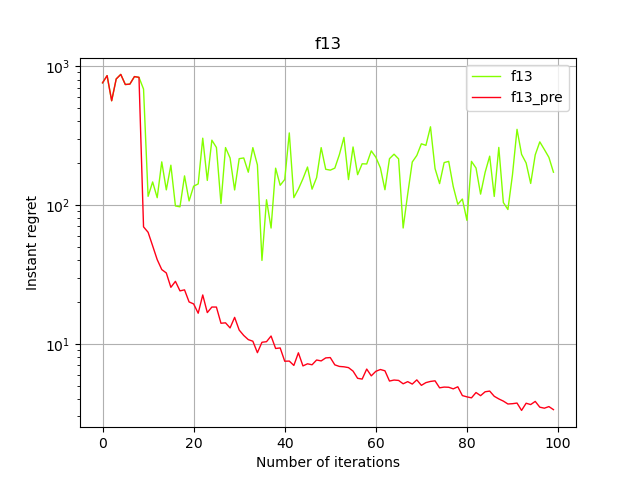 f13
10³
10²
10¹
Instant regret
f13
f13_pre
0
20
40
60
80
100
Number of iterations